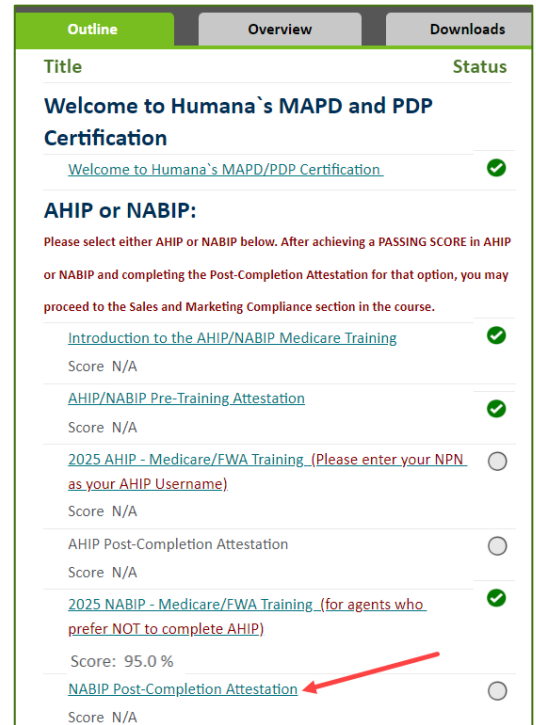 Outline Overview Downloads
Title Status
Welcome to Humana`s MAPD and PDP
Certification
Welcome to Humana`s MAPD/PDP Certification
AHIP or NABIP:
Please select either AHIP or NABIP below. After achieving a PASSING SCORE in AHIP
or NABIP and completing the Post-Completion Attestation for that option, you may
proceed to the Sales and Marketing Compliance section in the course.
Introduction to the AHIP/NABIP Medicare Training
Score N/A
AHIP/NABIP Pre-Training Attestation
Score N/A
2025 AHIP - Medicare/FWA Training (Please enter your NPN
as your AHIP Username)
Score N/A
AHIP Post-Completion Attestation
Score N/A
2025 NABIP - Medicare/FWA Training (for agents who
prefer NOT to complete AHIP)
Score: 95.0 %
NABIP Post-Completion Attestation
Score N/A